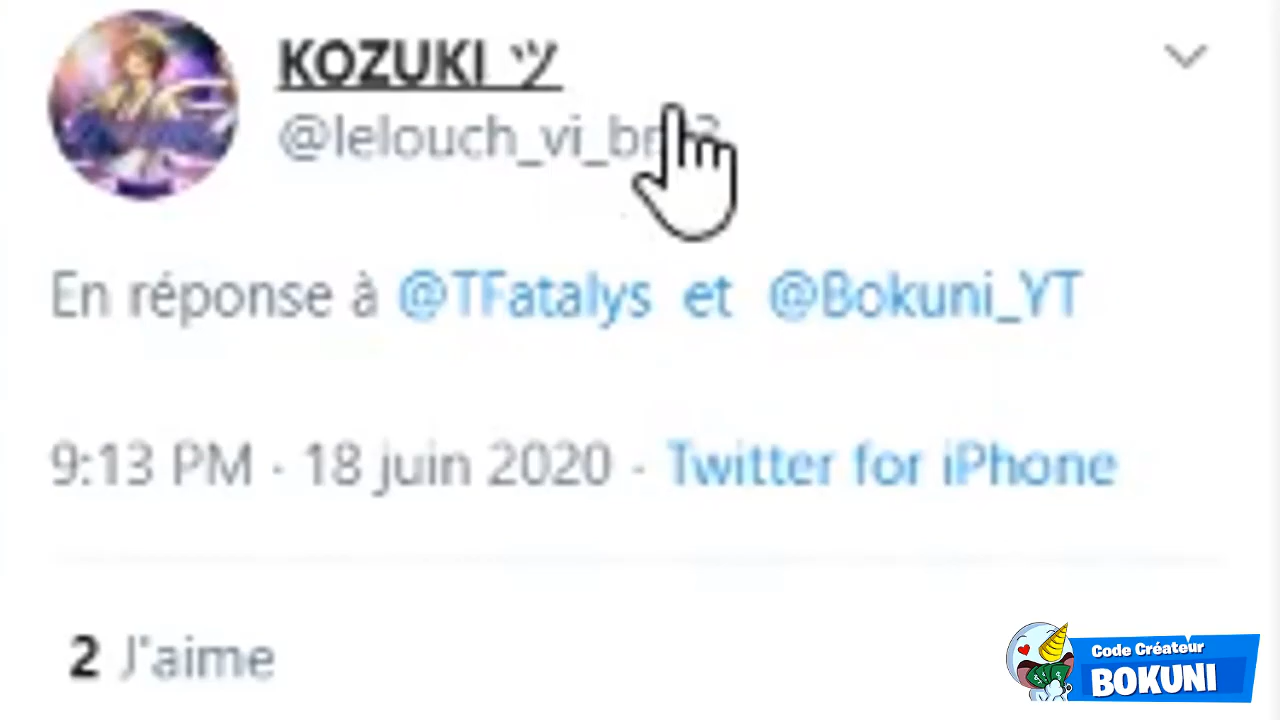 KOZUKI ツ
@lelouch_vi_br
En réponse à @TFatalys et @Bokuni_YT
9:13 PM · 18 juin 2020 · Twitter for iPhone
2 J'aime
Code Créateur
BOKUNI